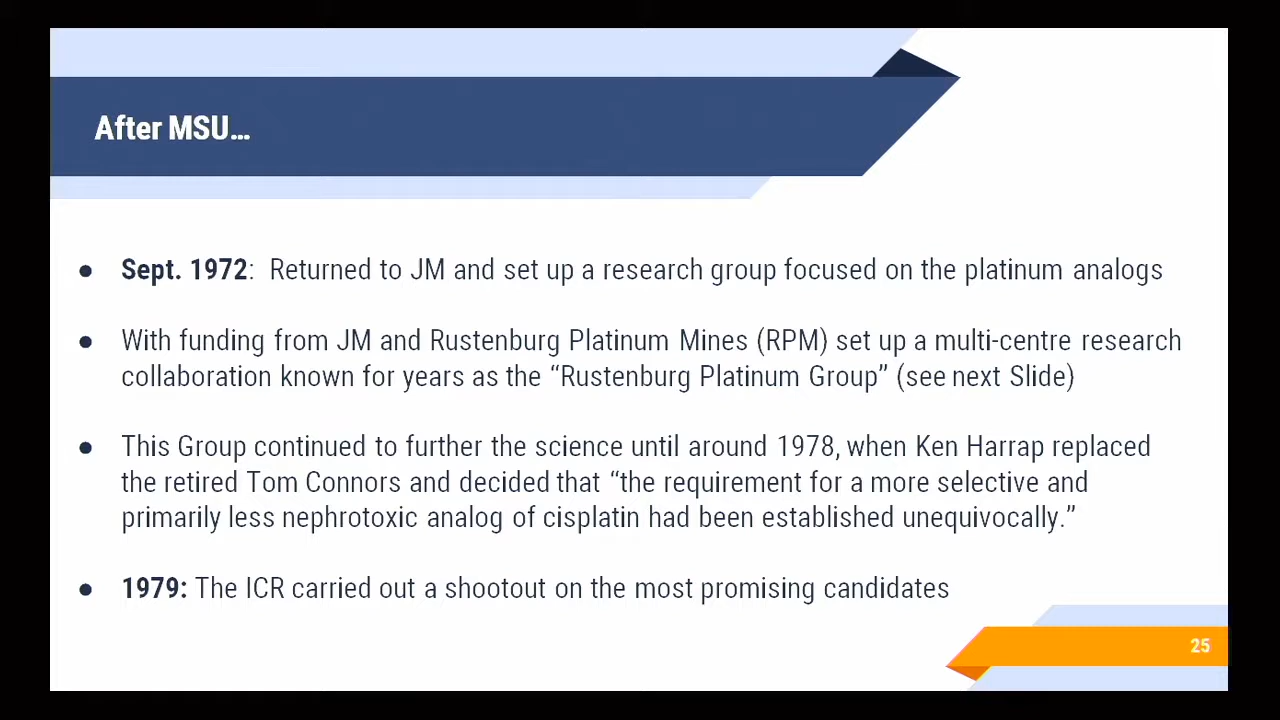 After MSU…
● Sept. 1972: Returned to JM and set up a research group focused on the platinum analogs
● With funding from JM and Rustenburg Platinum Mines (RPM) set up a multi-centre research
collaboration known for years as the “Rustenburg Platinum Group” (see next Slide)
● This Group continued to further the science until around 1978, when Ken Harrap replaced
the retired Tom Connors and decided that “the requirement for a more selective and
primarily less nephrotoxic analog of cisplatin had been established unequivocally.”
● 1979: The ICR carried out a shootout on the most promising candidates
25